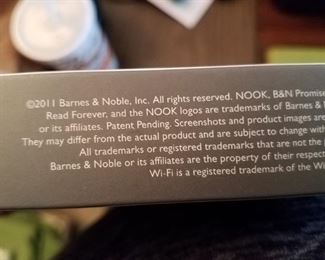 ©2011 Barnes & Noble, Inc. All rights reserved. NOOK, B&N Promise
Read Forever, and the NOOK logos are trademarks of Barnes &
or its affiliates. Patent Pending. Screenshots and product images are
They may differ from the actual product and are subject to change with
All trademarks or registered trademarks that are not the
Barnes & Noble or its affiliates are the property of their respect
Wi-Fi is a registered trademark of the Wi